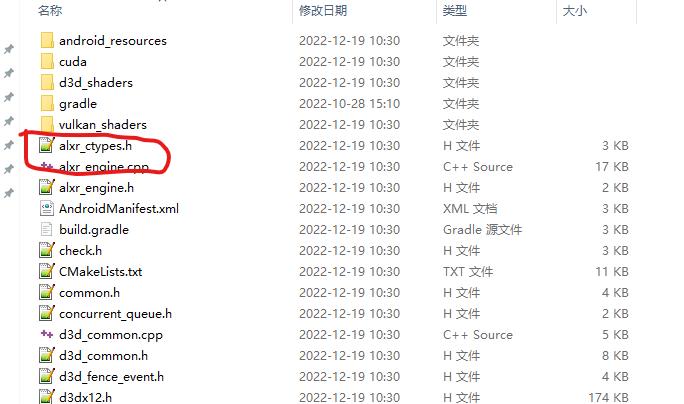 名称 修改日期 类型 大小
android_resources 2022-12-19 10:30 文件夹
cuda 2022-12-19 10:30 文件夹
d3d_shaders 2022-12-19 10:30 文件夹
gradle 2022-10-28 15:10 文件夹
vulkan_shaders 2022-12-19 10:30 文件夹
alxr_ctypes.h 2022-12-19 10:30 H 文件 3 KB
alxr_engine.cpp 2022-12-19 10:30 C++ Source 17 KB
alxr_engine.h 2022-12-19 10:30 H 文件 2 KB
AndroidManifest.xml 2022-12-19 10:30 XML 文档 3 KB
build.gradle 2022-12-19 10:30 Gradle 源文件 3 KB
check.h 2022-12-19 10:30 H 文件 3 KB
CMakeLists.txt 2022-12-19 10:30 TXT 文件 11 KB
common.h 2022-12-19 10:30 H 文件 4 KB
concurrent_queue.h 2022-12-19 10:30 H 文件 2 KB
d3d_common.cpp 2022-12-19 10:30 C++ Source 5 KB
d3d_common.h 2022-12-19 10:30 H 文件 8 KB
d3d_fence_event.h 2022-12-19 10:30 H 文件 4 KB
d3dx12.h 2022-12-19 10:30 H 文件 174 KB